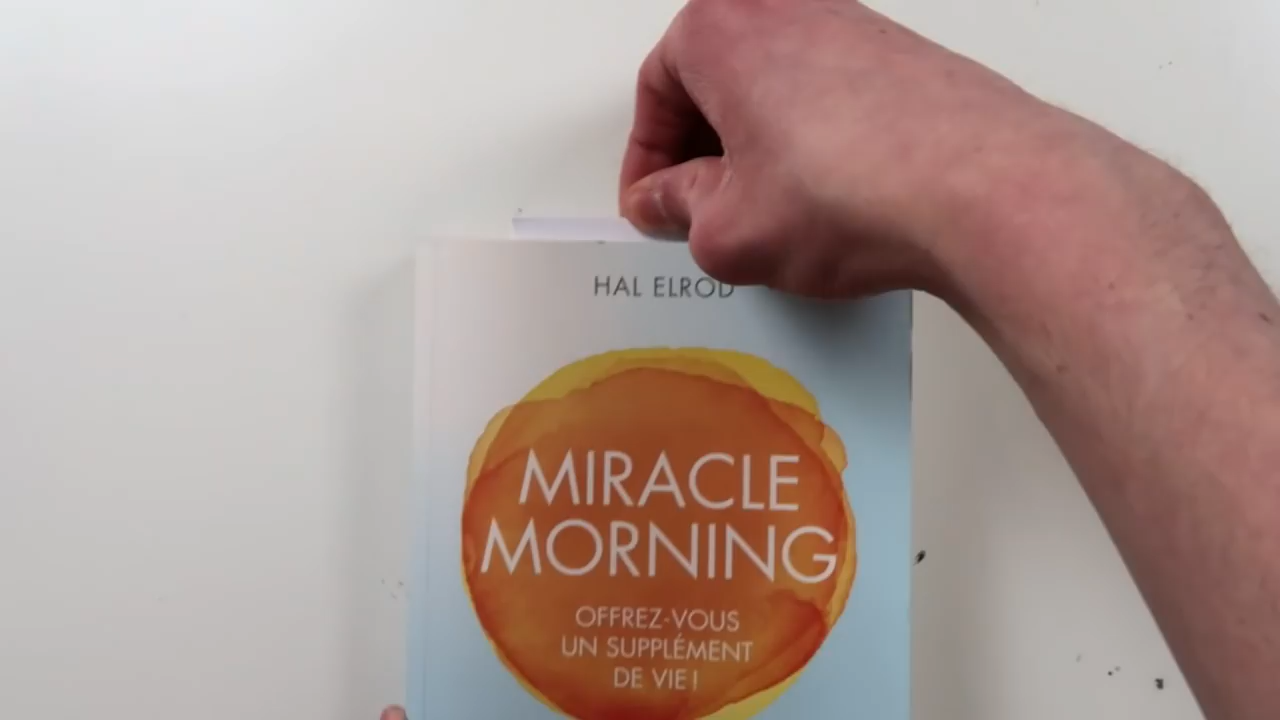 HAL ELROD
MIRACLE
MORNING
OFFREZ-VOUS
UN SUPPLÉMENT
DE VIE !